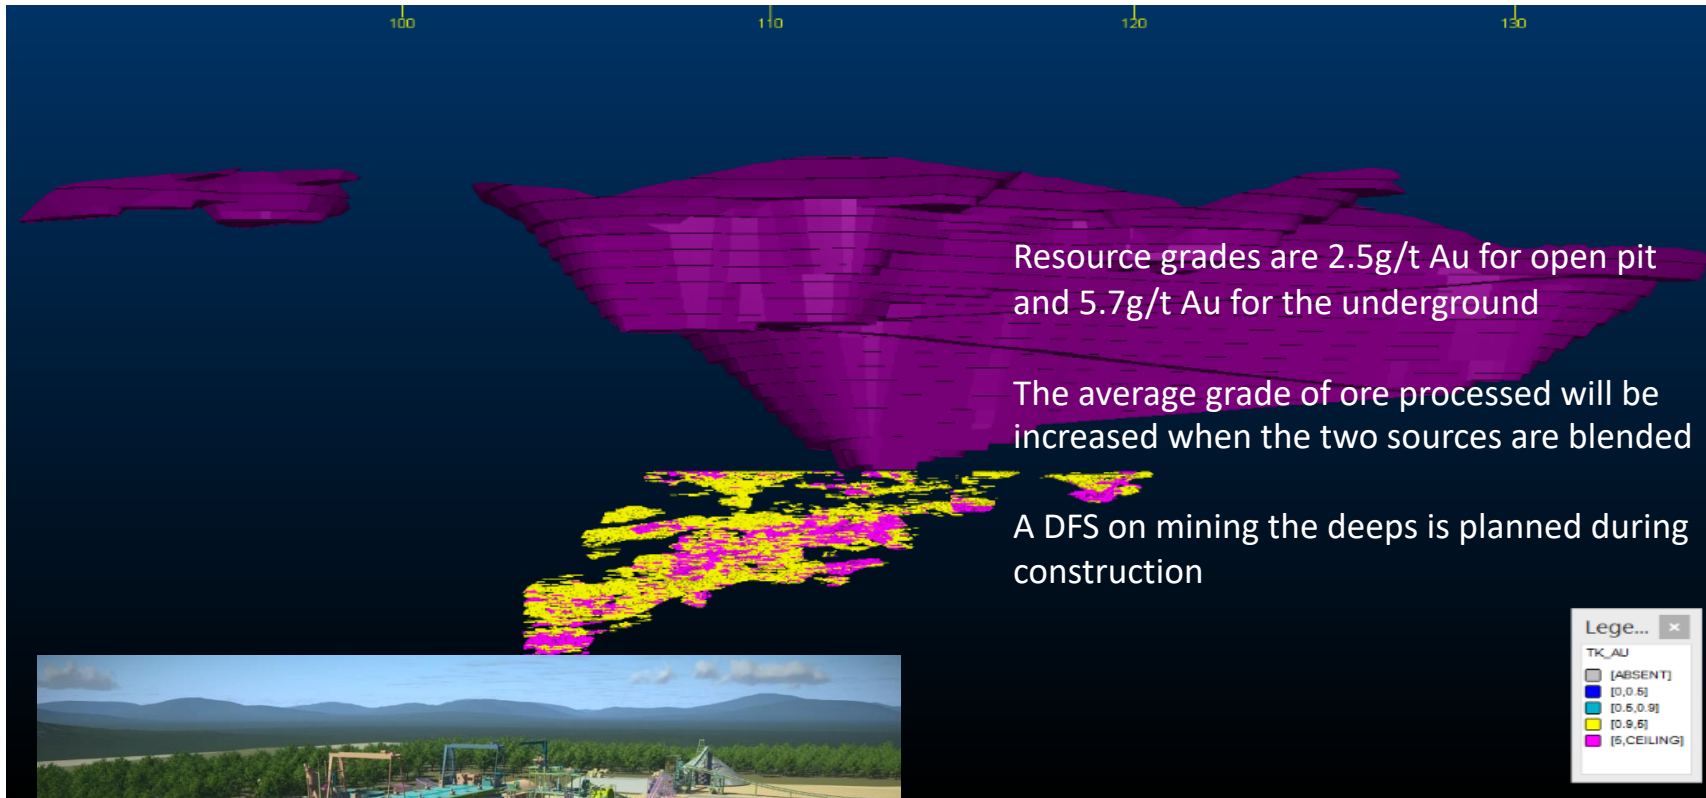 100 110 120 130
Resource grades are 2.5g/t Au for open pit
and 5.7g/t Au for the underground
The average grade of ore processed will be
increased when the two sources are blended
A DFS on mining the deeps is planned during
construction
Lege... ×
TK_AU
[ABSENT]
[0,0.5]
[0.5,0.9]
[0.9,5]
[5,CEILING]